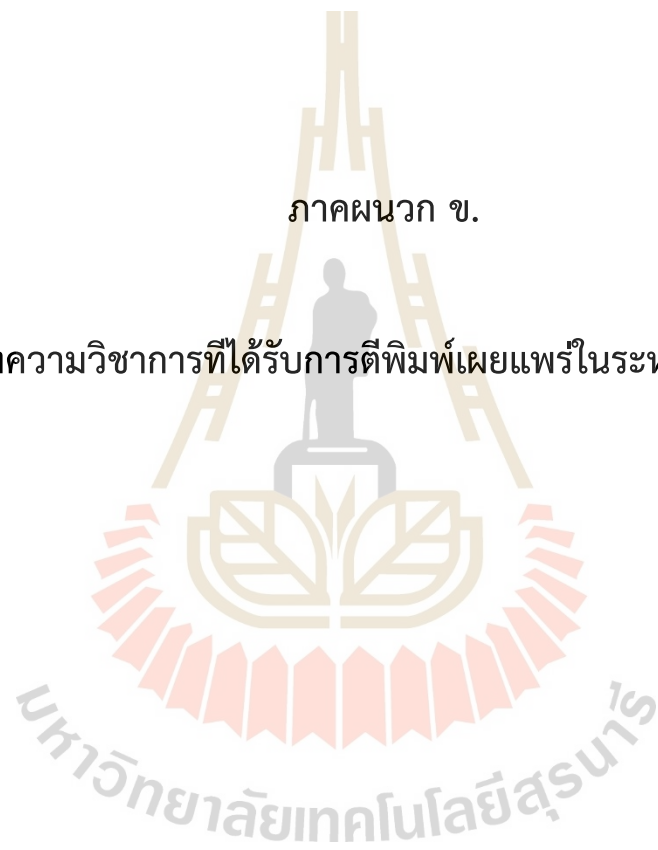 ภาคผนวก ข.
ความวิชาการที่ได้รับการตีพิมพ์เผยแพร่ในระห
มหาวิทยาลัยเทคโนโลยีสุรนารี